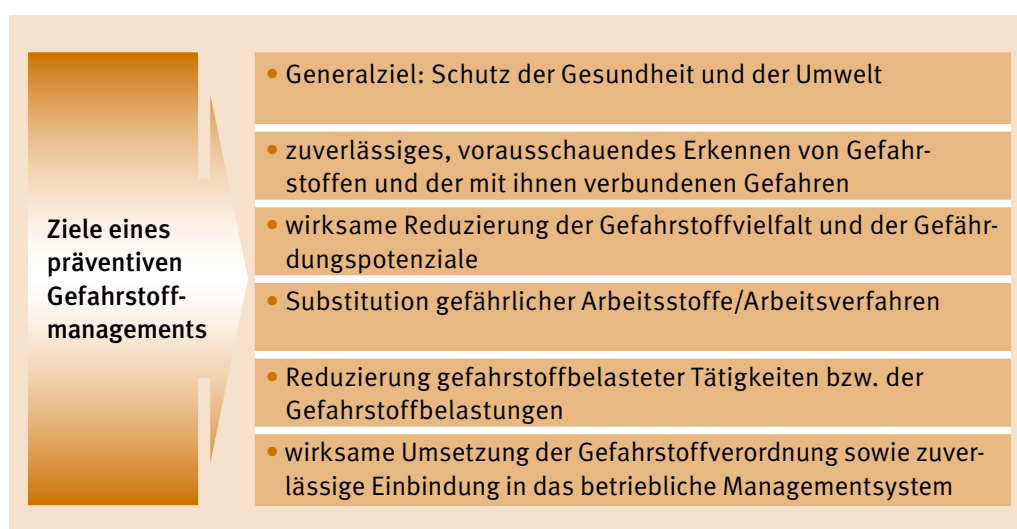 Ziele eines
präventiven
Gefahrstoff-
managements
• Generalziel: Schutz der Gesundheit und der Umwelt
• zuverlässiges, vorausschauendes Erkennen von Gefahr-
stoffen und der mit ihnen verbundenen Gefahren
• wirksame Reduzierung der Gefahrstoffvielfalt und der Gefähr-
dungspotenziale
• Substitution gefährlicher Arbeitsstoffe/Arbeitsverfahren
• Reduzierung gefahrstoffbelasteter Tätigkeiten bzw. der
Gefahrstoffbelastungen
• wirksame Umsetzung der Gefahrstoffverordnung sowie zuver-
lässige Einbindung in das betriebliche Managementsystem